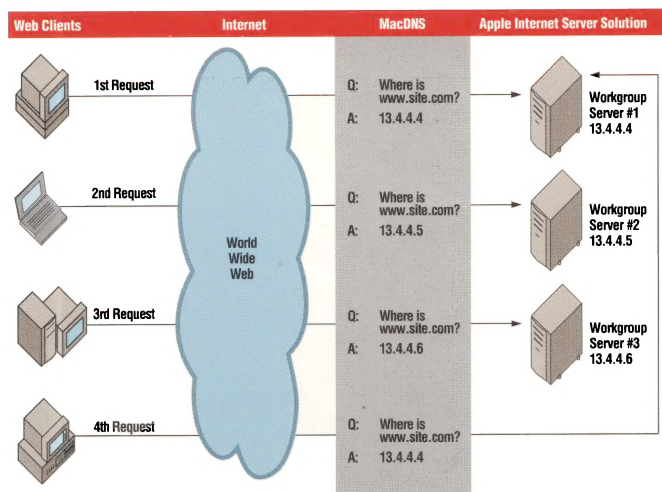 Web Clients
Internet
MacDNS
Apple Internet Server Solution
1st Request
Q: Where is
www.site.com?
A: 13.4.4.4
Workgroup
Server #1
13.4.4.4
2nd Request
Q: Where is
www.site.com?
A: 13.4.4.5
Workgroup
Server #2
13.4.4.5
World
Wide
Web
3rd Request
Q: Where is
www.site.com?
A: 13.4.4.6
Workgroup
Server #3
13.4.4.6
4th Request
Q: Where is
www.site.com?
A: 13.4.4.4